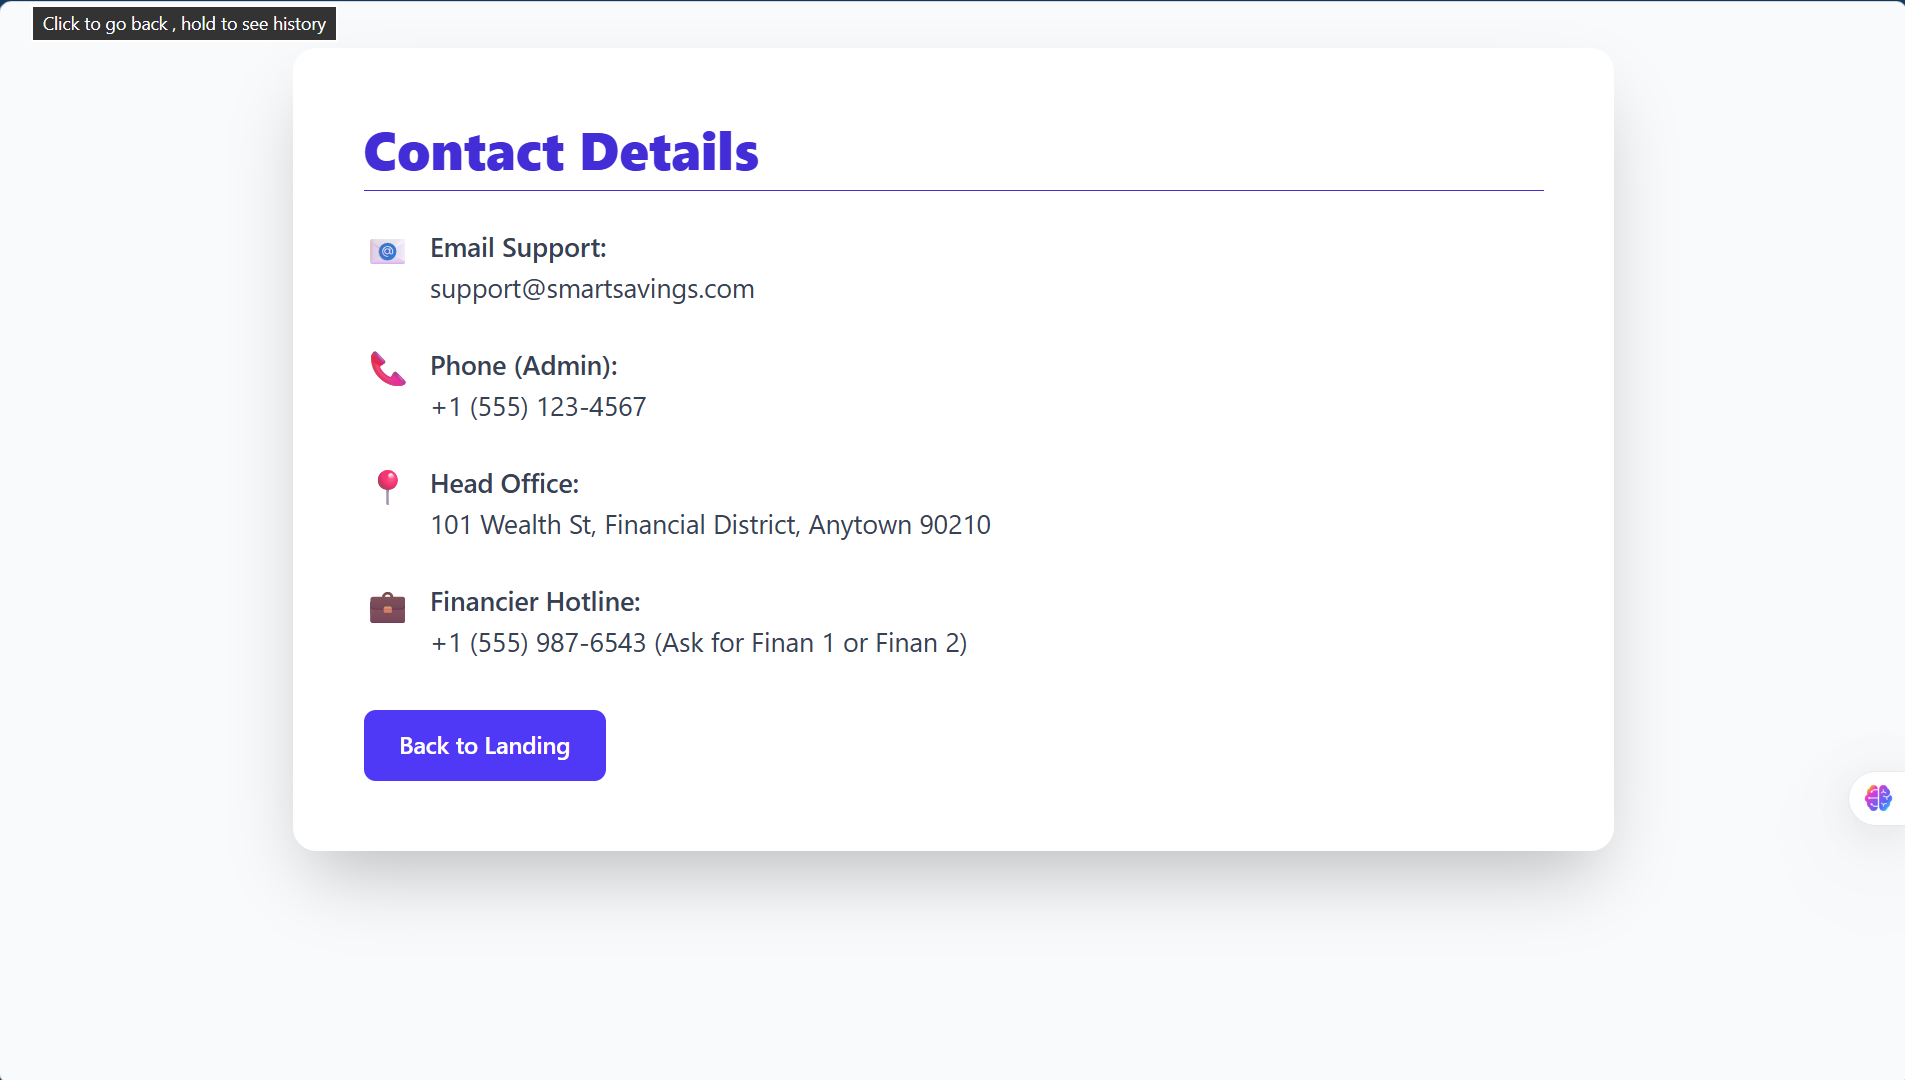 Click to go back , hold to see history
Contact Details
Email Support:
support@smartsavings.com
Phone (Admin):
+1 (555) 123-4567
Head Office:
101 Wealth St, Financial District, Anytown 90210
Financier Hotline:
+1 (555) 987-6543 (Ask for Finan 1 or Finan 2)
Back to Landing